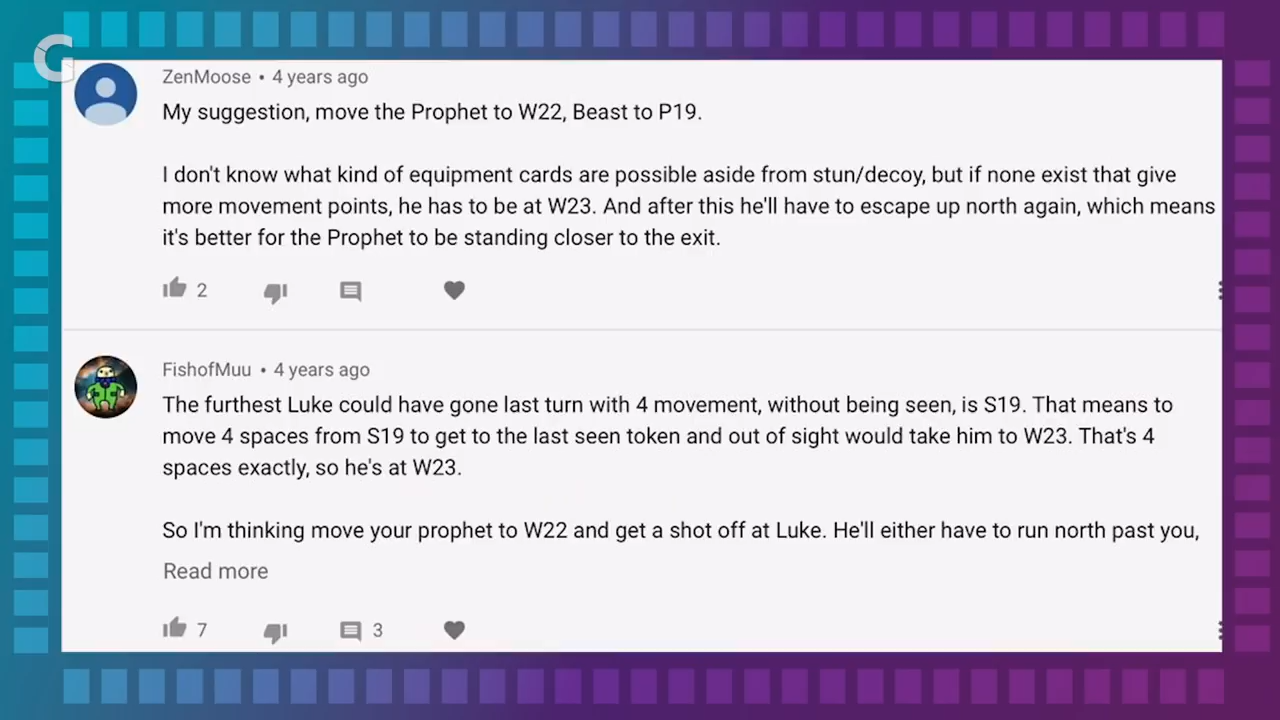 G
ZenMoose • 4 years ago
My suggestion, move the Prophet to W22, Beast to P19.
I don't know what kind of equipment cards are possible aside from stun/decoy, but if none exist that give
more movement points, he has to be at W23. And after this he'll have to escape up north again, which means
it's better for the Prophet to be standing closer to the exit.
2
FishofMuu • 4 years ago
The furthest Luke could have gone last turn with 4 movement, without being seen, is S19. That means to
move 4 spaces from S19 to get to the last seen token and out of sight would take him to W23. That's 4
spaces exactly, so he's at W23.
So I'm thinking move your prophet to W22 and get a shot off at Luke. He'll either have to run north past you,
Read more
7 3